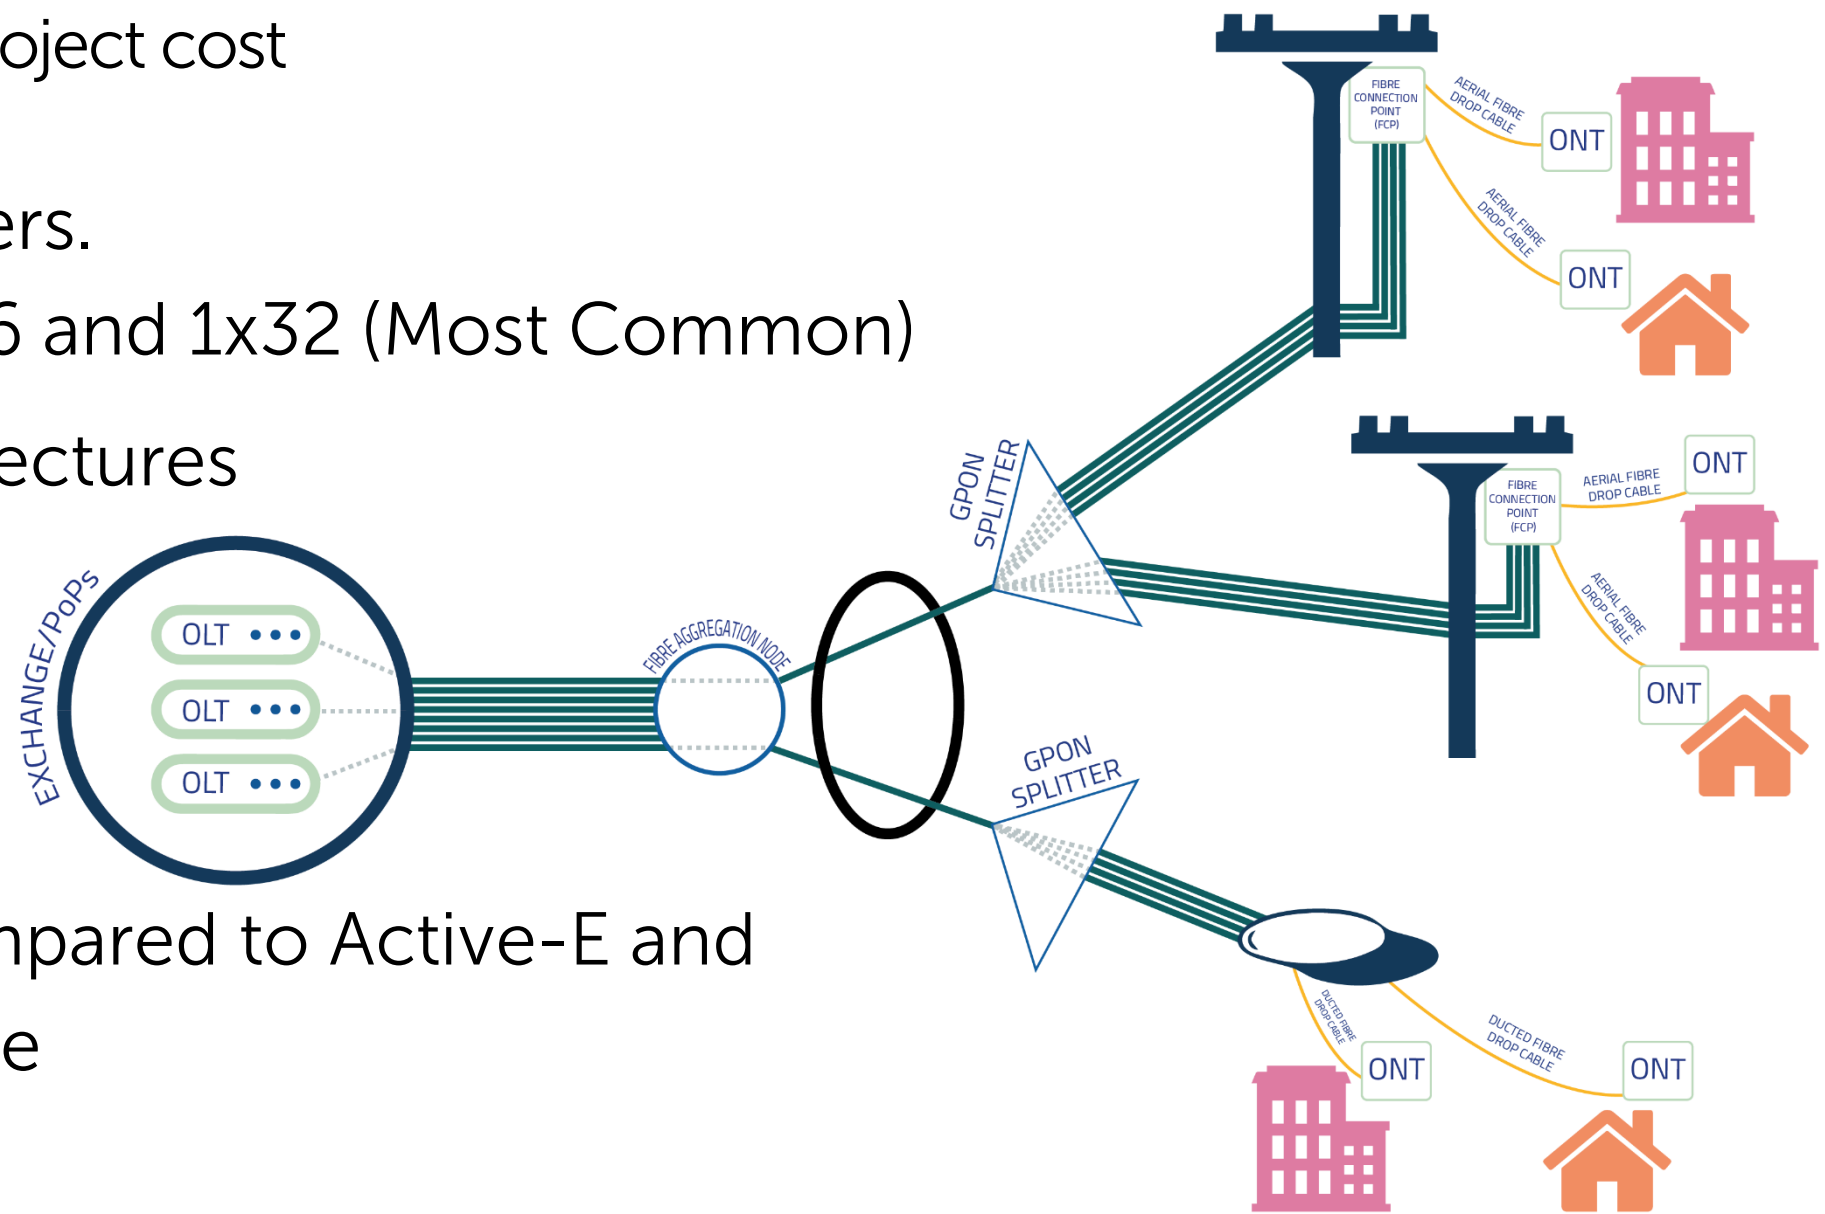 oject cost
ers.
6 and 1x32 (Most Common)
ectures
mpared to Active-E and
e
EXCHANGE/PoPs
OLT
OLT
OLT
FIBRE AGGREGATION NODE
GPON
SPLITTER
GPON
SPLITTER
FIBRE
CONNECTION
POINT
(FCP)
AERIAL FIBRE
DROP CABLE
ONT
AERIAL FIBRE
DROP CABLE
ONT
FIBRE
CONNECTION
POINT
(FCP)
AERIAL FIBRE
DROP CABLE
ONT
AERIAL FIBRE
DROP CABLE
ONT
DUCTED FIBRE
DROP CABLE
ONT
DUCTED FIBRE
DROP CABLE
ONT